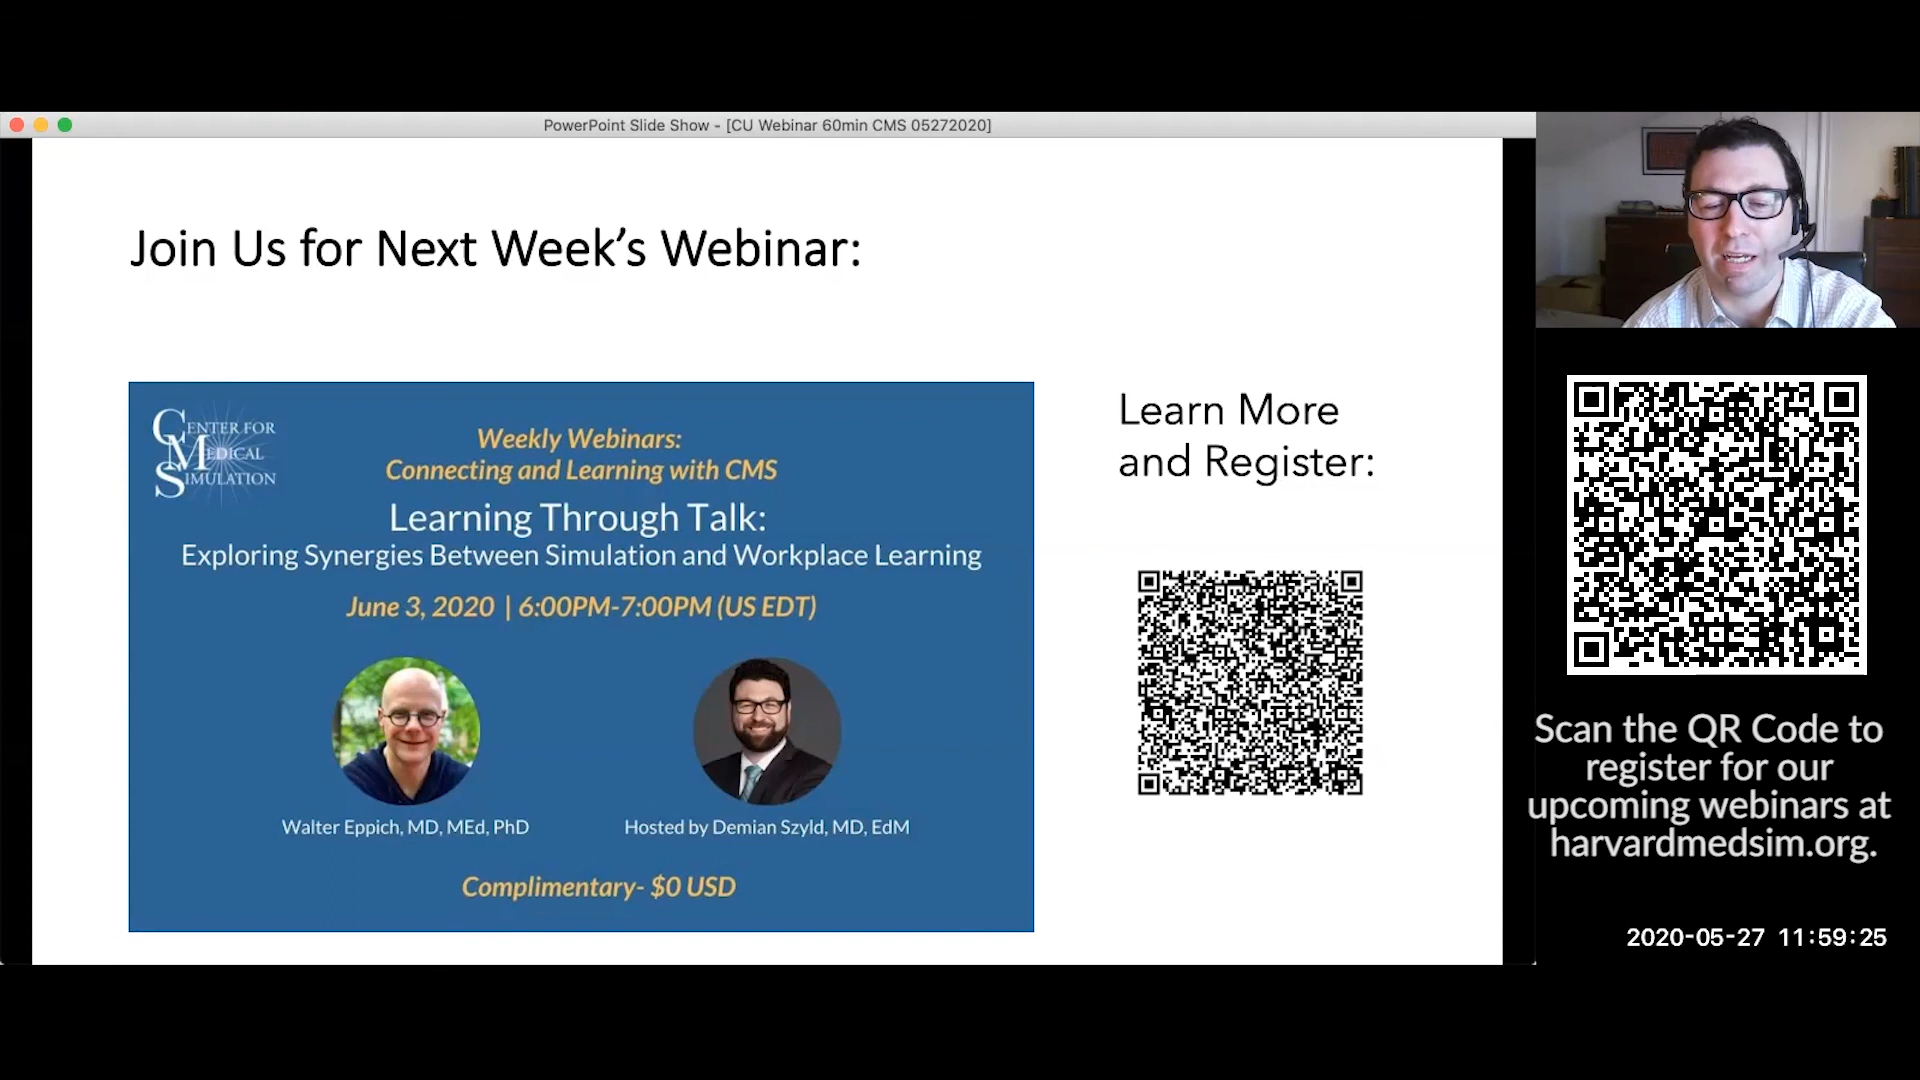 PowerPoint Slide Show - [CU Webinar 60min CMS 05272020]
Join Us for Next Week's Webinar:
CENTER FOR
MEDICAL
SIMULATION
Weekly Webinars:
Connecting and Learning with CMS
Learning Through Talk:
Exploring Synergies Between Simulation and Workplace Learning
June 3, 2020 | 6:00PM-7:00PM (US EDT)
Walter Eppich, MD, MEd, PhD
Hosted by Demian Szyld, MD, EdM
Complimentary- $0 USD
Learn More
and Register:
Scan the QR Code to
register for our
upcoming webinars at
harvardmedsim.org.
2020-05-27 11:59:25